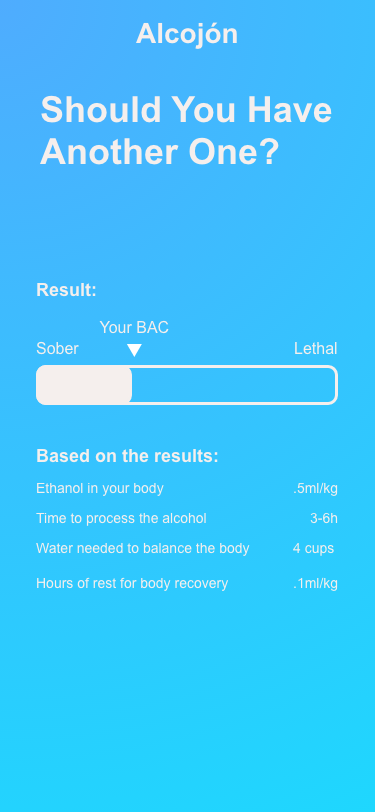 Alcojón
Should You Have
Another One?
Result:
Your BAC
Sober Lethal
Based on the results:
Ethanol in your body .5ml/kg
Time to process the alcohol 3-6h
Water needed to balance the body 4 cups
Hours of rest for body recovery .1ml/kg